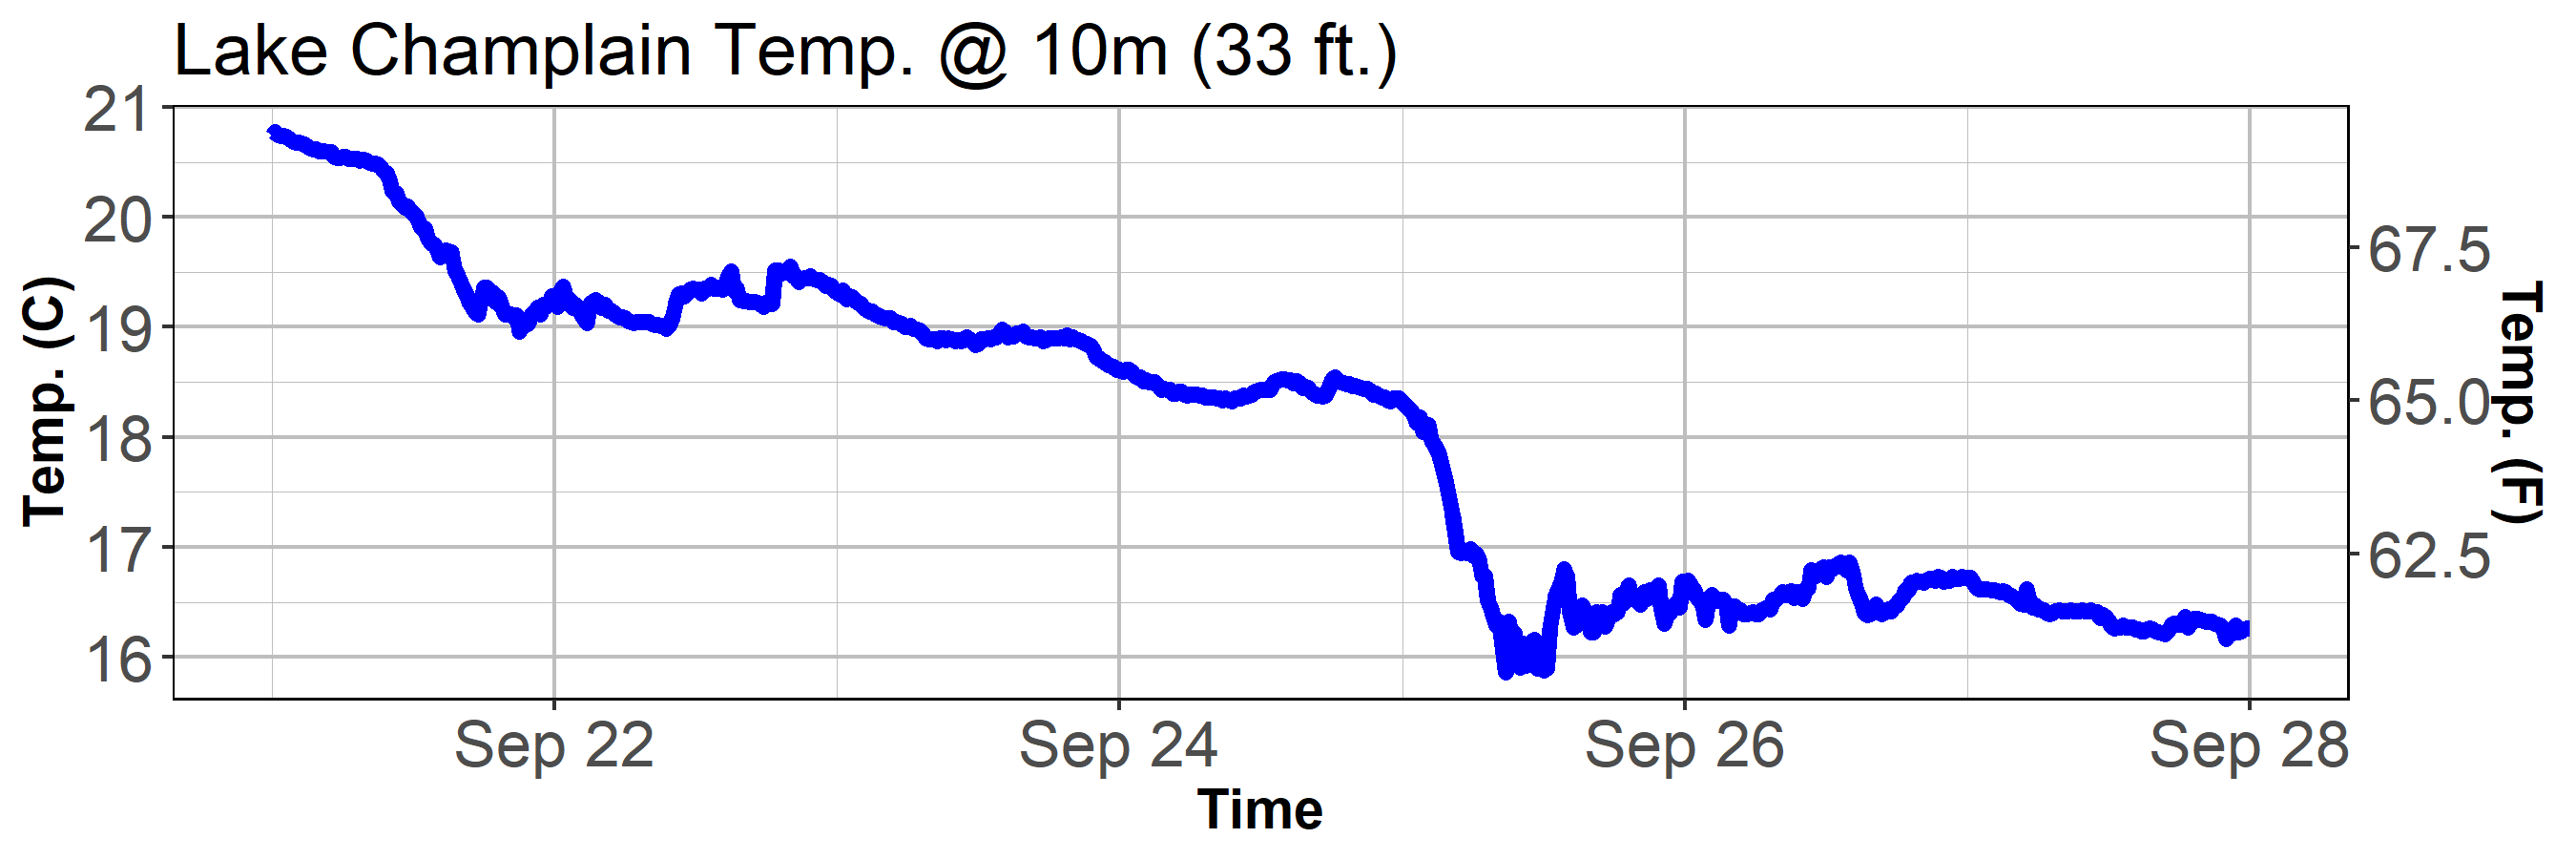 Lake Champlain Temp. @ 10m (33 ft.)
21
20
19
18
17
16
Temp. (C)
67.5
65.0
62.5
Temp. (F)
Sep 22 Sep 24 Sep 26 Sep 28
Time